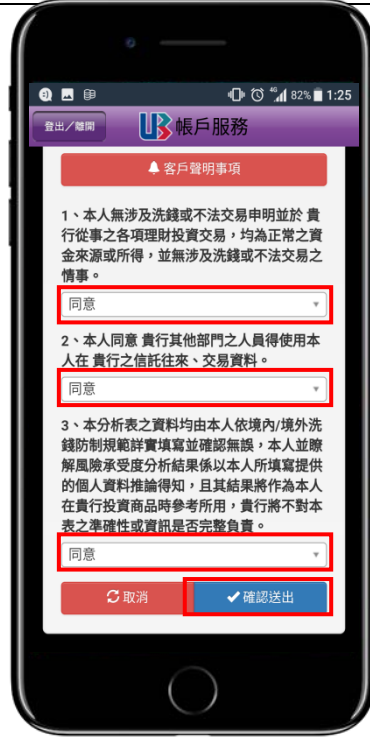 4G 82% 1:25
登出/離開 UB 帳戶服務
客戶聲明事項
1、本人無涉及洗錢或不法交易申明並於 貴
行從事之各項理財投資交易，均為正常之資
金來源或所得，並無涉及洗錢或不法交易之
情事。
同意
2、本人同意 貴行其他部門之人員得使用本
人在 貴行之信託往來、交易資料。
同意
3、本分析表之資料均由本人依境內/境外洗
錢防制規範詳實填寫並確認無誤，本人並瞭
解風險承受度分析結果係以本人所填寫提供
的個人資料推論得知，且其結果將作為本人
在貴行投資商品時參考所用，貴行將不對本
表之準確性或資訊是否完整負責。
同意
取消 確認送出